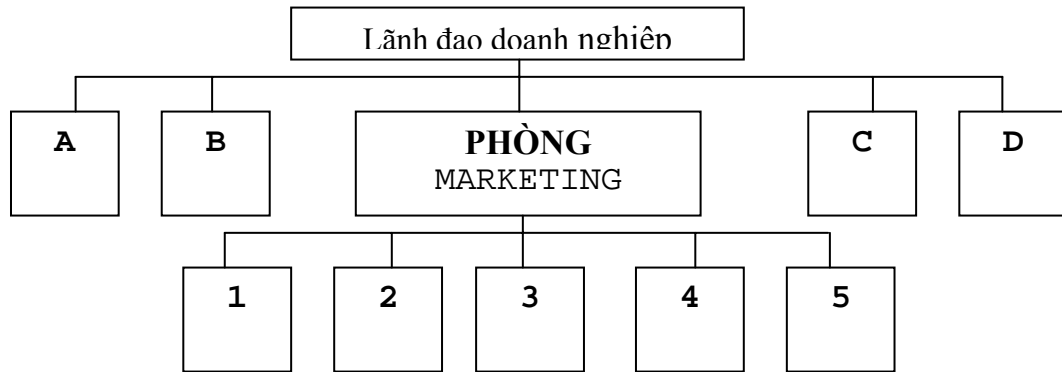 Lãnh đạo doanh nghiệp
A B PHÒNG C D
MARKETING
1 2 3 4 5